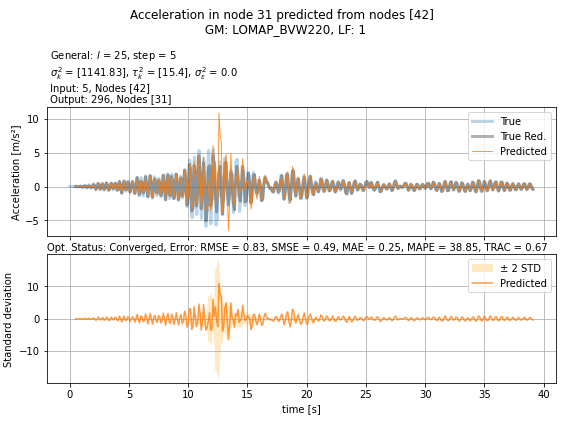 Acceleration in node 31 predicted from nodes [42]
GM: LOMAP_BVW220, LF: 1
General: l = 25, step = 5
σ²ₖ = [1141.83], τ²ₖ = [15.4], σ²ε = 0.0
Input: 5, Nodes [42]
Output: 296, Nodes [31]
Acceleration [m/s²]
10
5
0
−5
True
True Red.
Predicted
Opt. Status: Converged, Error: RMSE = 0.83, SMSE = 0.49, MAE = 0.25, MAPE = 38.85, TRAC = 0.67
Standard deviation
10
0
−10
± 2 STD
Predicted
0 5 10 15 20 25 30 35 40
time [s]